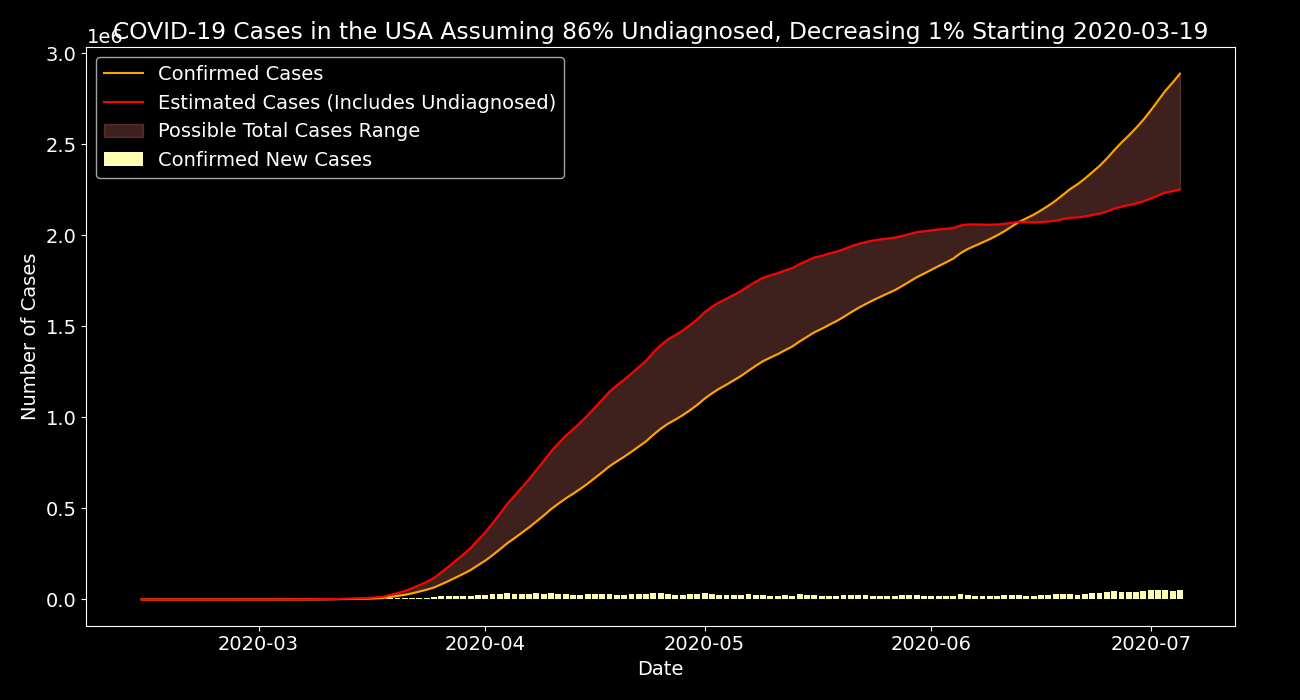 COVID-19 Cases in the USA Assuming 86% Undiagnosed, Decreasing 1% Starting 2020-03-19
1e6
3.0
2.5
2.0
1.5
1.0
0.5
0.0
Number of Cases
Confirmed Cases
Estimated Cases (Includes Undiagnosed)
Possible Total Cases Range
Confirmed New Cases
2020-03 2020-04 2020-05 2020-06 2020-07
Date